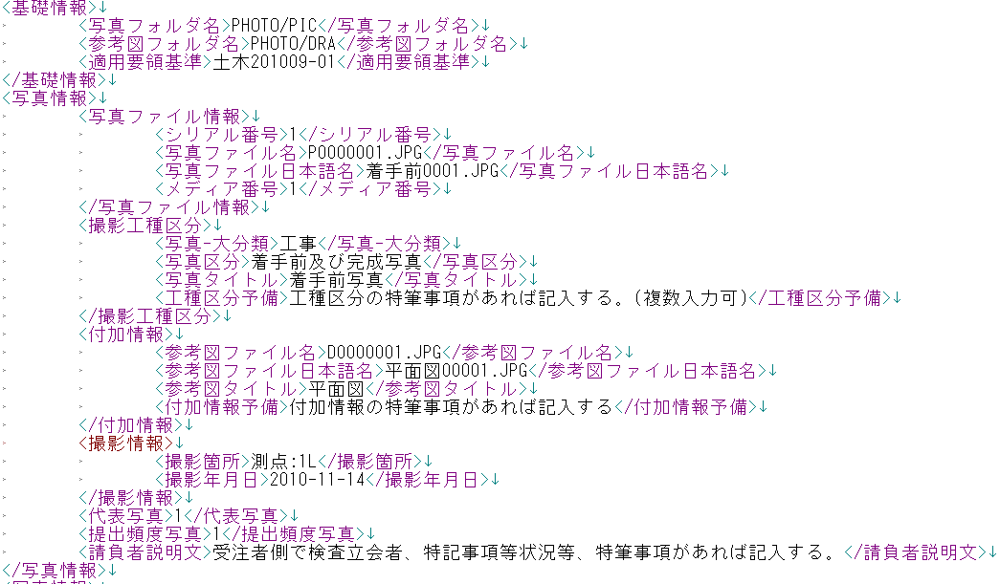 <基礎情報>↓
<写真フォルダ名>PHOTO/PIC</写真フォルダ名>↓
<参考図フォルダ名>PHOTO/DRA</参考図フォルダ名>↓
<適用要領基準>土木201009-01</適用要領基準>↓
</基礎情報>↓
<写真情報>↓
<写真ファイル情報>↓
<シリアル番号>1</シリアル番号>↓
<写真ファイル名>P0000001.JPG</写真ファイル名>↓
<写真ファイル日本語名>着手前0001.JPG</写真ファイル日本語名>↓
<メディア番号>1</メディア番号>↓
</写真ファイル情報>↓
<撮影工種区分>↓
<写真-大分類>工事</写真-大分類>↓
<写真区分>着手前及び完成写真</写真区分>↓
<写真タイトル>着手前写真</写真タイトル>↓
<工種区分予備>工種区分の特筆事項があれば記入する。(複数入力可)</工種区分予備>↓
</撮影工種区分>↓
<付加情報>↓
<参考図ファイル名>D0000001.JPG</参考図ファイル名>↓
<参考図ファイル日本語名>平面図00001.JPG</参考図ファイル日本語名>↓
<参考図タイトル>平面図</参考図タイトル>↓
<付加情報予備>付加情報の特筆事項があれば記入する</付加情報予備>↓
</付加情報>↓
<撮影情報>↓
<撮影箇所>測点:1L</撮影箇所>↓
<撮影年月日>2010-11-14</撮影年月日>↓
</撮影情報>↓
<代表写真>1</代表写真>↓
<提出頻度写真>1</提出頻度写真>↓
<請負者説明文>受注者側で検査立会者、特記事項等状況等、特筆事項があれば記入する。</請負者説明文>↓
</写真情報>↓